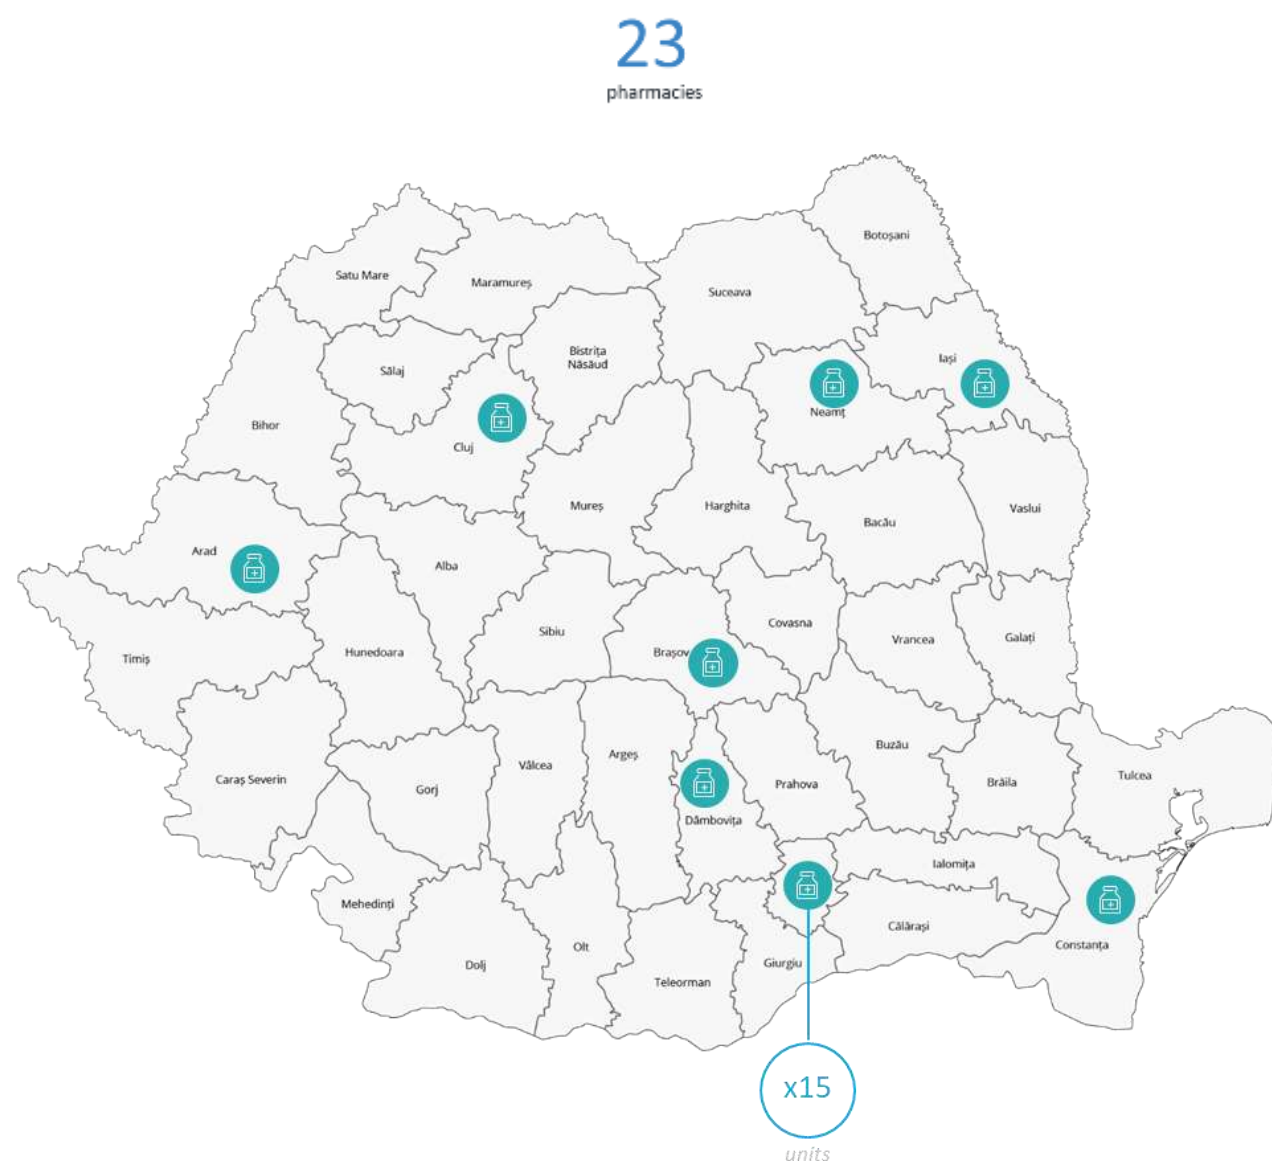 23
pharmacies
Botoșani
Satu Mare
Maramureș
Suceava
Bistrița
Năsăud
Iași
Sălaj
Neamț
Bihor
Cluj
Mureș
Harghita
Vaslui
Bacău
Arad
Alba
Covasna
Sibiu
Galați
Vrancea
Brașov
Hunedoara
Timiș
Buzău
Argeș
Vâlcea
Tulcea
Caraș Severin
Brăila
Prahova
Gorj
Dâmbovița
Ialomița
Mehedinți
Călărași
Constanța
Olt
Giurgiu
Dolj
Teleorman
x15
units